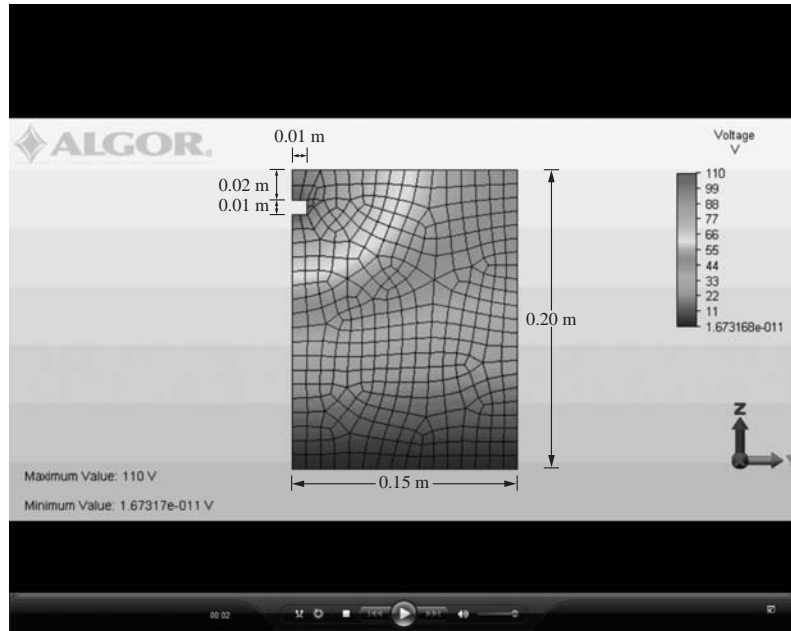 ALGOR.
0.01 m
Voltage
V
0.02 m
0.01 m
110
99
88
77
66
55
44
33
22
11
1.673168e-011
0.20 m
Z
Y
Maximum Value: 110 V
0.15 m
Minimum Value: 1.67317e-011 V
00:02